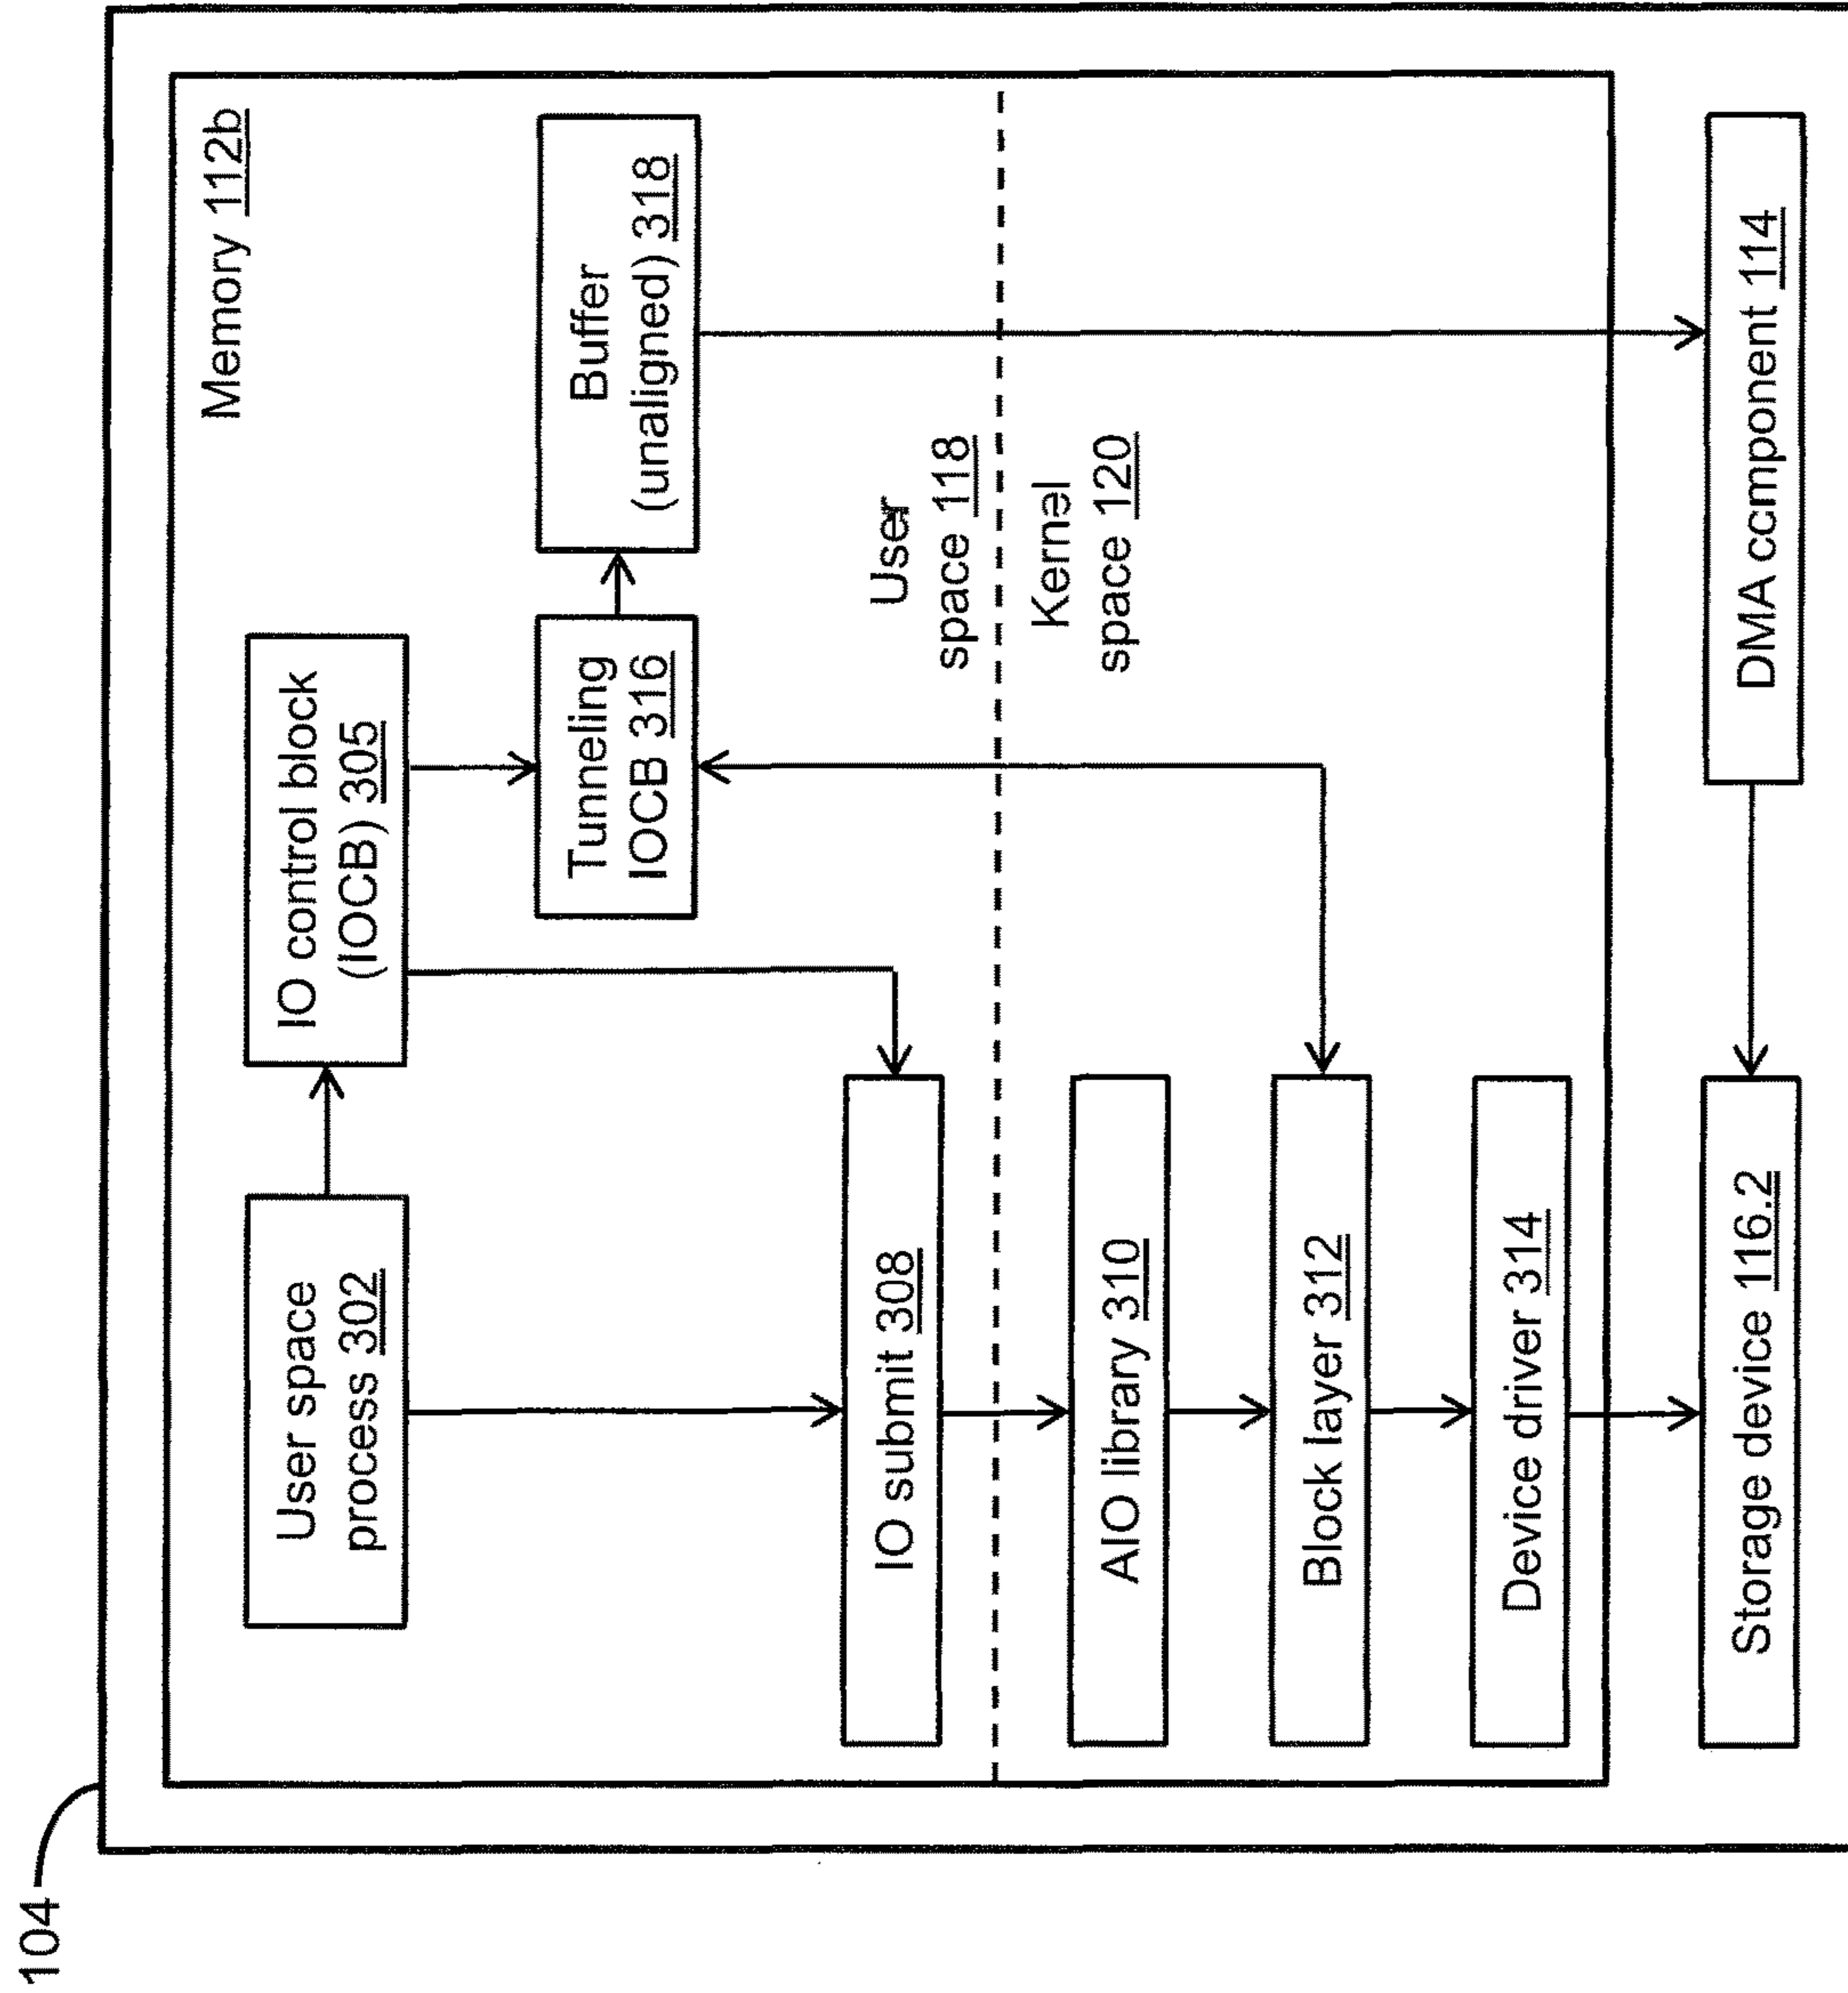 104
Memory 112b
User space
process 302
IO control block
(IOCB) 305
Tunneling
IOCB 316
Buffer
(unaligned) 318
IO submit 308
User
space 118
Kernel
space 120
AIO library 310
Block layer 312
Device driver 314
Storage device 116.2
DMA component 114